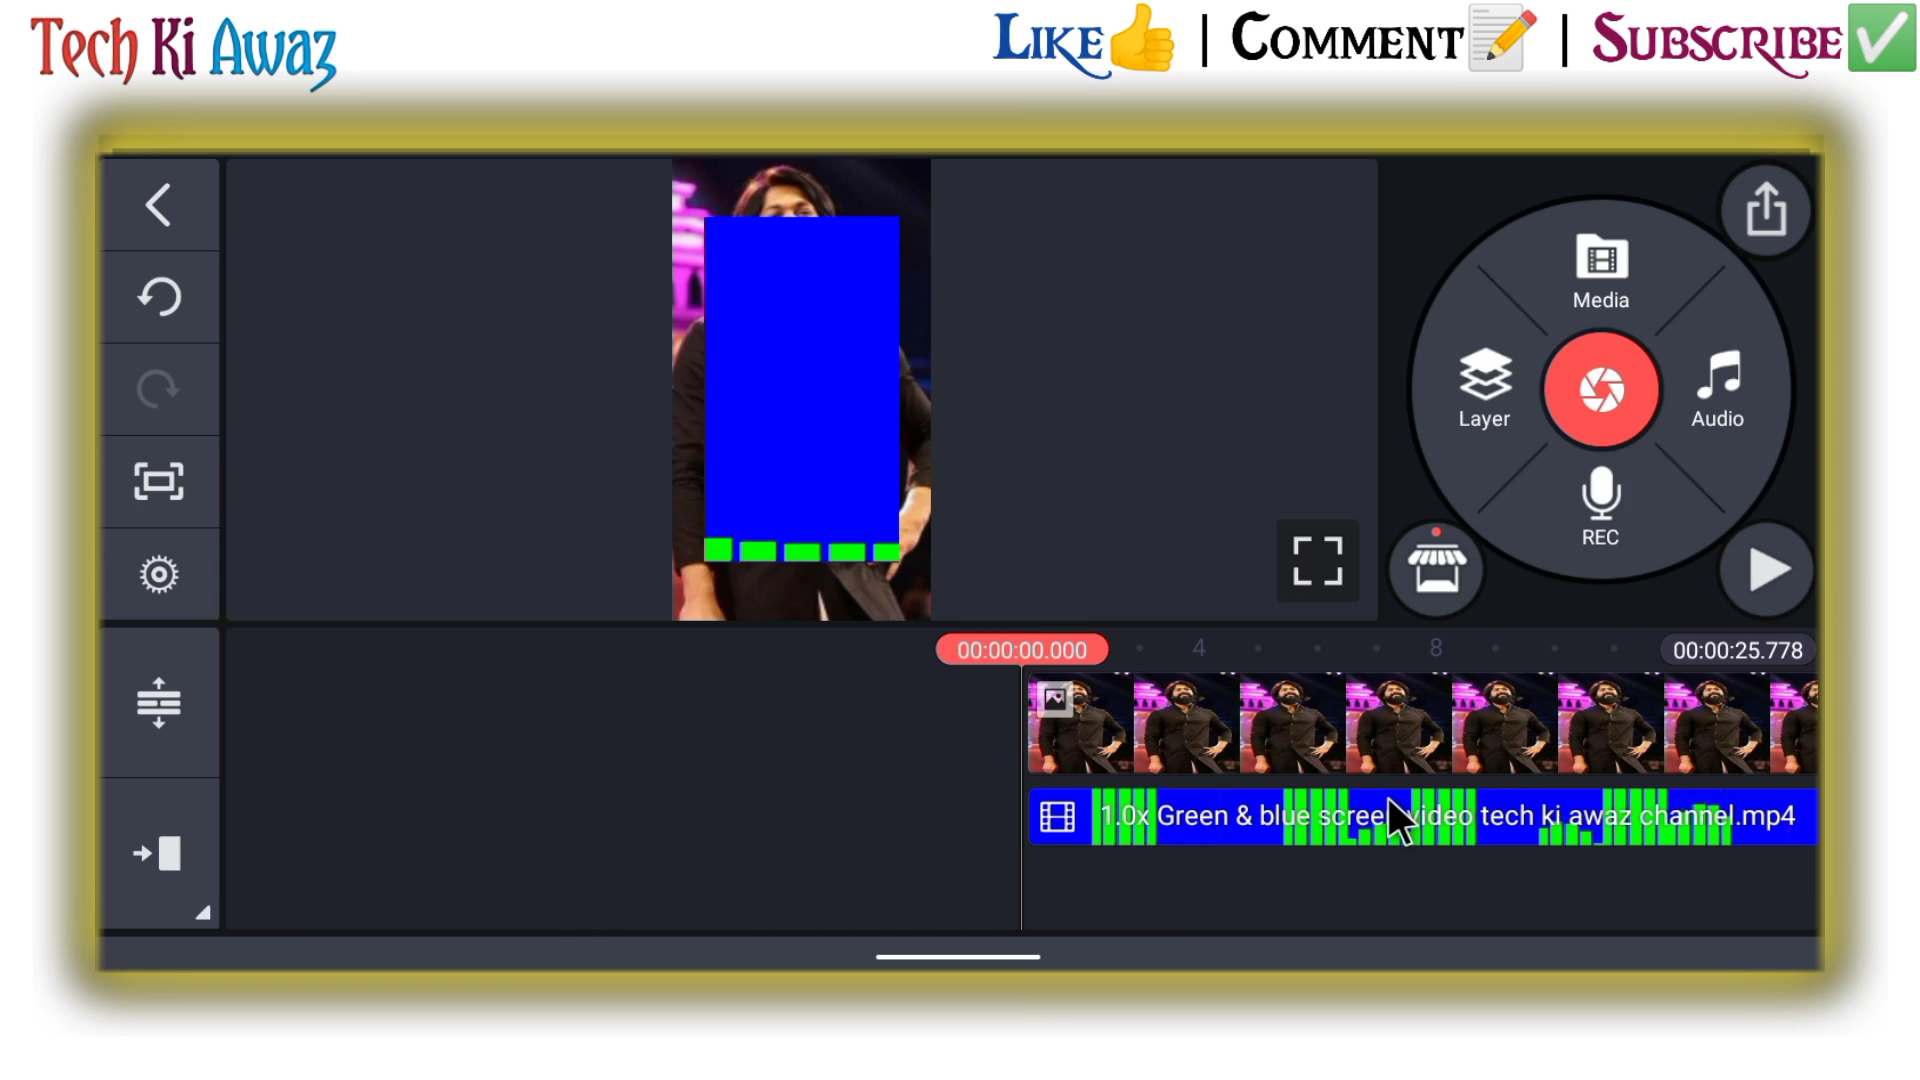 Tech Ki Awaz
Like | Comment | Subscribe
Media
Layer
Audio
REC
00:00:00.000
4
8
00:00:25.778
1.0x Green & blue screen video tech ki awaz channel.mp4